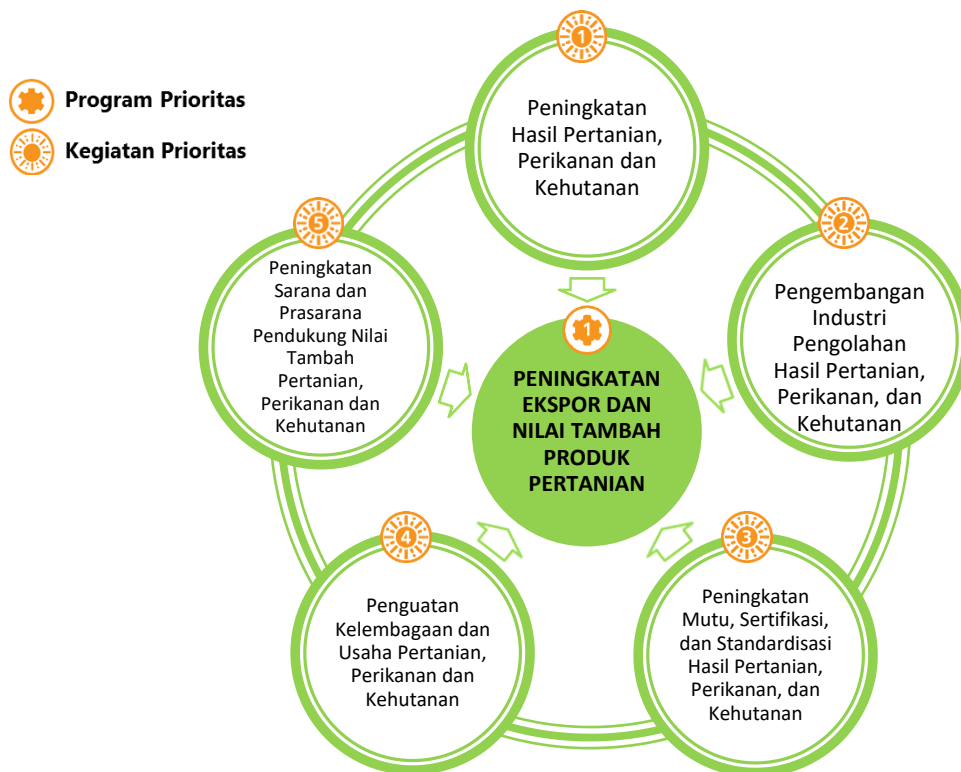 Program Prioritas
Kegiatan Prioritas
1
Peningkatan
Hasil Pertanian,
Perikanan dan
Kehutanan
2
Pengembangan
Industri
Pengolahan
Hasil Pertanian,
Perikanan, dan
Kehutanan
3
Peningkatan
Mutu, Sertifikasi,
dan Standardisasi
Hasil Pertanian,
Perikanan, dan
Kehutanan
4
Penguatan
Kelembagaan dan
Usaha Pertanian,
Perikanan dan
Kehutanan
5
Peningkatan
Sarana dan
Prasarana
Pendukung Nilai
Tambah
Pertanian,
Perikanan dan
Kehutanan
1
PENINGKATAN
EKSPOR DAN
NILAI TAMBAH
PRODUK
PERTANIAN